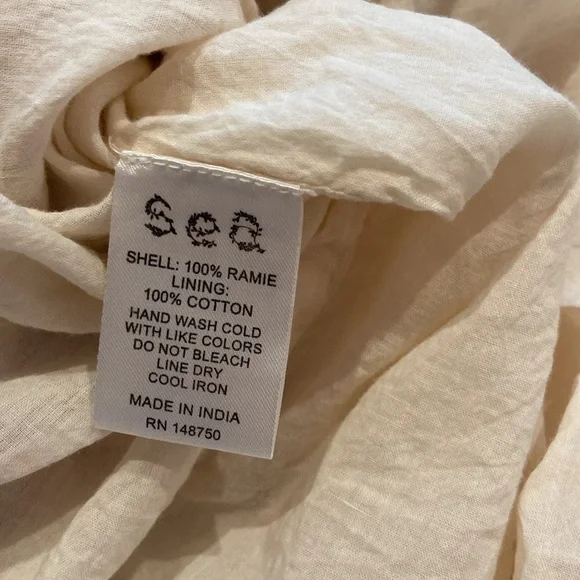 Sea
SHELL: 100% RAMIE
LINING:
100% COTTON
HAND WASH COLD
WITH LIKE COLORS
DO NOT BLEACH
LINE DRY
COOL IRON
MADE IN INDIA
RN 148750